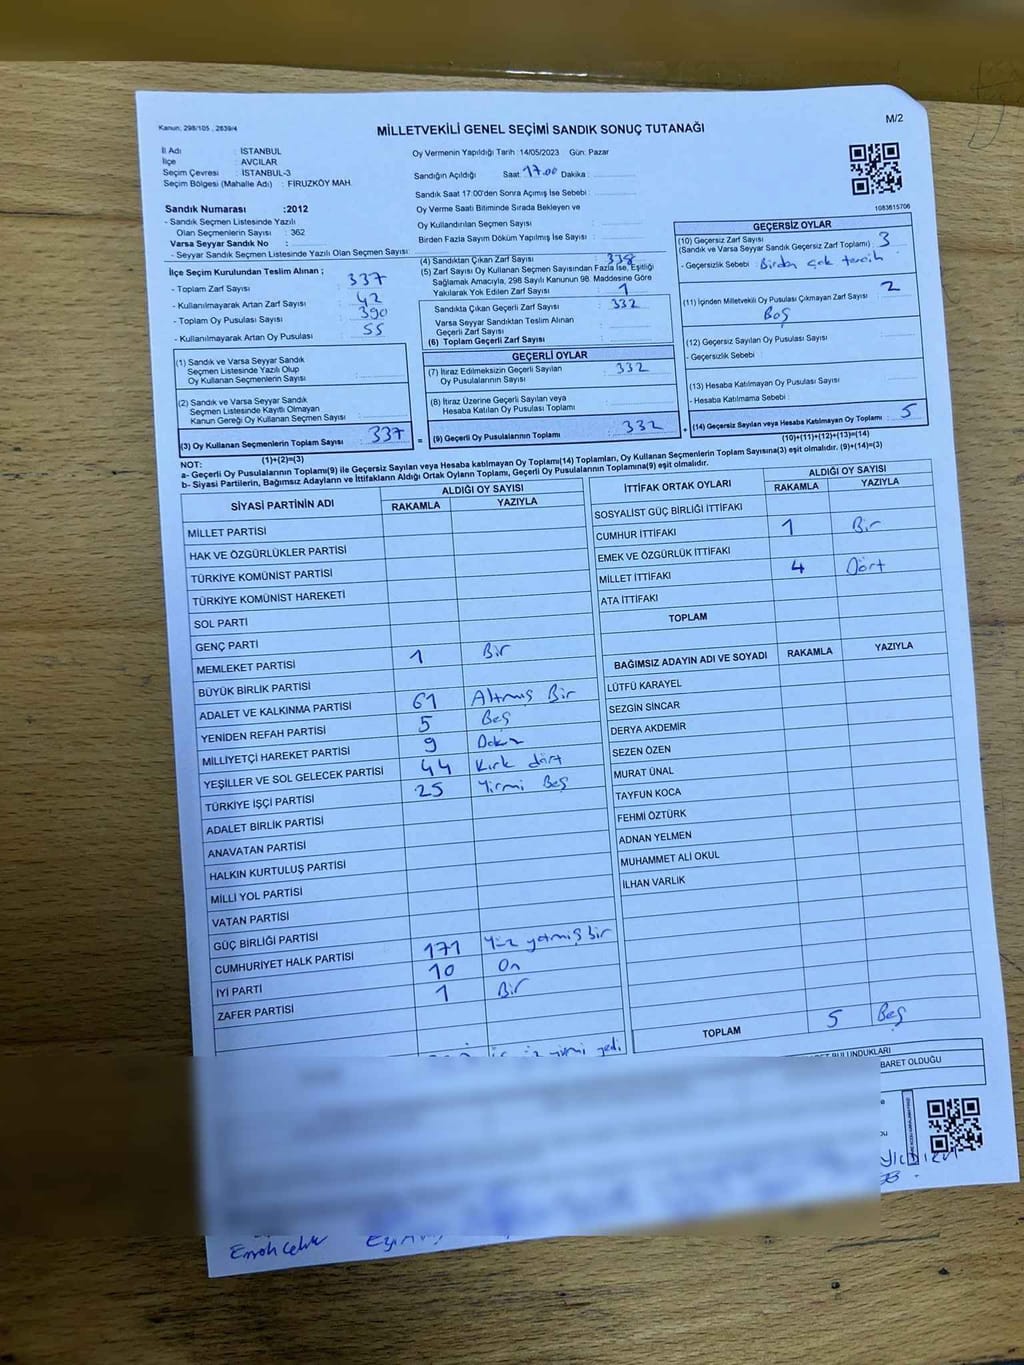 Kanun; 298/105 , 2839/4
MİLLETVEKİLİ GENEL SEÇİMİ SANDIK SONUÇ TUTANAĞI
M/2
İl Adı : İSTANBUL
İlçe : AVCILAR
Seçim Çevresi : İSTANBUL-3
Seçim Bölgesi (Mahalle Adı) : FİRUZKÖY MAH.
Oy Vermenin Yapıldığı Tarih :14/05/2023 Gün: Pazar
Sandığın Açıldığı Saat 17.00 Dakika :
Sandık Saat 17:00'den Sonra Açımış İse Sebebi :
Oy Verme Saati Bitiminde Sırada Bekleyen ve
Oy Kullandırılan Seçmen Sayısı :
Birden Fazla Sayım Döküm Yapılmış İse Sayısı :
1083615706
Sandık Numarası :2012
- Sandık Seçmen Listesinde Yazılı
Olan Seçmenlerin Sayısı : 362
Varsa Seyyar Sandık No :
- Seyyar Sandık Seçmen Listesinde Yazılı Olan Seçmen Sayısı:
İlçe Seçim Kurulundan Teslim Alınan ;
- Toplam Zarf Sayısı : 337
- Kullanılmayarak Artan Zarf Sayısı : 42
- Toplam Oy Pusulası Sayısı : 390
- Kullanılmayarak Artan Oy Pusulası : 55
(4) Sandıktan Çıkan Zarf Sayısı : 338
(5) Zarf Sayısı Oy Kullanan Seçmen Sayısından Fazla İse, Eşitliği
Sağlamak Amacıyla, 298 Sayılı Kanunun 98. Maddesine Göre
Yakılarak Yok Edilen Zarf Sayısı : 1
Sandıkta Çıkan Geçerli Zarf Sayısı : 332
Varsa Seyyar Sandıktan Teslim Alınan
Geçerli Zarf Sayısı :
(6) Toplam Geçerli Zarf Sayısı :
GEÇERLİ OYLAR
(7) İtiraz Edilmeksizin Geçerli Sayılan
Oy Pusulalarının Sayısı : 332
(8) İtiraz Üzerine Geçerli Sayılan veya
Hesaba Katılan Oy Pusulası Toplamı :
(9) Geçerli Oy Pusulalarının Toplamı : 332
GEÇERSİZ OYLAR
(10) Geçersiz Zarf Sayısı
(Sandık ve Varsa Seyyar Sandık Geçersiz Zarf Toplamı) : 3
- Geçersizlik Sebebi : Birden çok tercih
(11) İçinden Milletvekili Oy Pusulası Çıkmayan Zarf Sayısı : 2
Boş
(12) Geçersiz Sayılan Oy Pusulası Sayısı :
- Geçersizlik Sebebi :
(13) Hesaba Katılmayan Oy Pusulası Sayısı :
- Hesaba Katılmama Sebebi :
(14) Geçersiz Sayılan veya Hesaba Katılmayan Oy Toplamı : 5
(10)+(11)+(12)+(13)=(14)
(1) Sandık ve Varsa Seyyar Sandık
Seçmen Listesinde Yazılı Olup
Oy Kullanan Seçmenlerin Sayısı :
(2) Sandık ve Varsa Seyyar Sandık
Seçmen Listesinde Kayıtlı Olmayan
Kanun Gereği Oy Kullanan Seçmen Sayısı :
(3) Oy Kullanan Seçmenlerin Toplam Sayısı : 337
(1)+(2)=(3)
=
+
NOT:
a- Geçerli Oy Pusulalarının Toplamı(9) ile Geçersiz Sayılan veya Hesaba katılmayan Oy Toplamı(14) Toplamları, Oy Kullanan Seçmenlerin Toplam Sayısına(3) eşit olmalıdır. (9)+(14)=(3)
b- Siyasi Partilerin, Bağımsız Adayların ve İttifakların Aldığı Ortak Oyların Toplamı, Geçerli Oy Pusulalarının Toplamına(9) eşit olmalıdır.
SİYASİ PARTİNİN ADI
ALDIĞI OY SAYISI
RAKAMLA YAZIYLA
MİLLET PARTİSİ
HAK VE ÖZGÜRLÜKLER PARTİSİ
TÜRKİYE KOMÜNİST PARTİSİ
TÜRKİYE KOMÜNİST HAREKETİ
SOL PARTİ
GENÇ PARTİ
MEMLEKET PARTİSİ 1 Bir
BÜYÜK BİRLİK PARTİSİ
ADALET VE KALKINMA PARTİSİ 61 Altmış Bir
YENİDEN REFAH PARTİSİ 5 Beş
MİLLİYETÇİ HAREKET PARTİSİ 9 Dokuz
YEŞİLLER VE SOL GELECEK PARTİSİ 44 Kırk dört
TÜRKİYE İŞÇİ PARTİSİ 25 Yirmi Beş
ADALET BİRLİK PARTİSİ
ANAVATAN PARTİSİ
HALKIN KURTULUŞ PARTİSİ
MİLLİ YOL PARTİSİ
VATAN PARTİSİ
GÜÇ BİRLİĞİ PARTİSİ
CUMHURİYET HALK PARTİSİ 171 Yüz yetmiş bir
İYİ PARTİ 10 On
ZAFER PARTİSİ 1 Bir
yirmi yedi
İTTİFAK ORTAK OYLARI
ALDIĞI OY SAYISI
RAKAMLA YAZIYLA
SOSYALİST GÜÇ BİRLİĞİ İTTİFAKI
CUMHUR İTTİFAKI 1 Bir
EMEK VE ÖZGÜRLÜK İTTİFAKI
MİLLET İTTİFAKI 4 Dört
ATA İTTİFAKI
TOPLAM
BAĞIMSIZ ADAYIN ADI VE SOYADI RAKAMLA YAZIYLA
LÜTFÜ KARAYEL
SEZGİN SİNCAR
DERYA AKDEMİR
SEZEN ÖZEN
MURAT ÜNAL
TAYFUN KOCA
FEHMİ ÖZTÜRK
ADNAN YELMEN
MUHAMMET ALİ OKUL
İLHAN VARLIK
TOPLAM 5 Beş
BULUNDUKLARI
BARET OLDUĞU